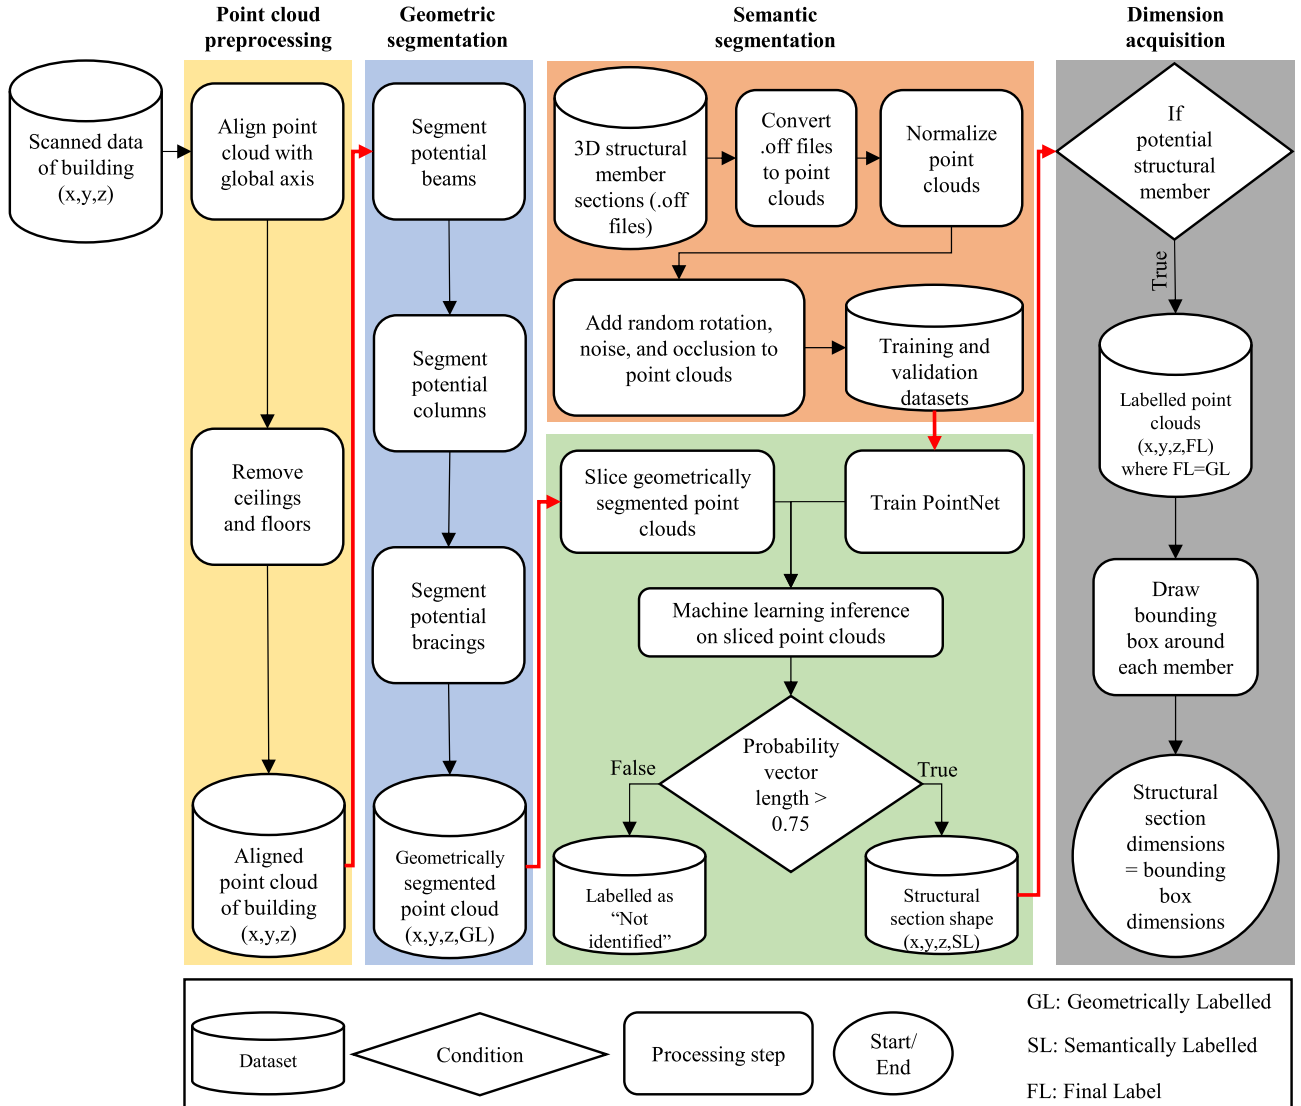 Point cloud
preprocessing
Geometric
segmentation
Semantic
segmentation
Dimension
acquisition
Scanned data
of building
(x,y,z)
Align point
cloud with
global axis
Remove
ceilings
and floors
Aligned
point cloud
of building
(x,y,z)
Segment
potential
beams
Segment
potential
columns
Segment
potential
bracings
Geometrically
segmented
point cloud
(x,y,z,GL)
3D structural
member
sections (.off
files)
Convert
.off files
to point
clouds
Normalize
point
clouds
Add random rotation,
noise, and occlusion to
point clouds
Training and
validation
datasets
Slice geometrically
segmented point
clouds
Train PointNet
Machine learning inference
on sliced point clouds
Probability
vector
length >
0.75
False
True
Labelled as
“Not
identified”
Structural
section shape
(x,y,z,SL)
If
potential
structural
member
True
Labelled point
clouds
(x,y,z,FL)
where FL=GL
Draw
bounding
box around
each member
Structural
section
dimensions
= bounding
box
dimensions
Dataset
Condition
Processing step
Start/
End
GL: Geometrically Labelled
SL: Semantically Labelled
FL: Final Label